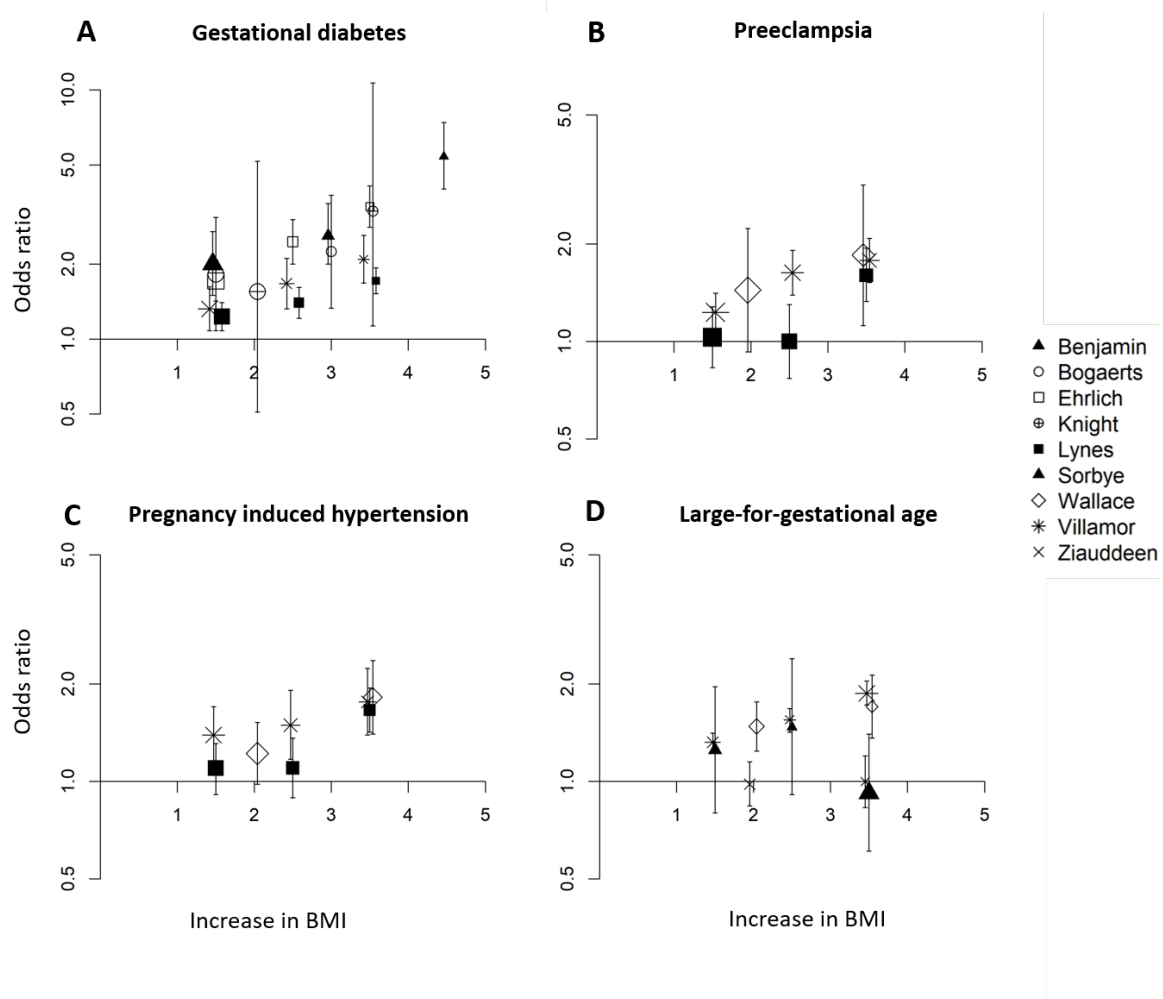 A Gestational diabetes
Odds ratio
10.0
5.0
2.0
1.0
0.5
1 2 3 4 5
B Preeclampsia
5.0
2.0
1.0
0.5
1 2 3 4 5
Benjamin
Bogaerts
Ehrlich
Knight
Lynes
Sorbye
Wallace
Villamor
Ziauddeen
C Pregnancy induced hypertension
Odds ratio
5.0
2.0
1.0
0.5
1 2 3 4 5
Increase in BMI
D Large-for-gestational age
5.0
2.0
1.0
0.5
1 2 3 4 5
Increase in BMI